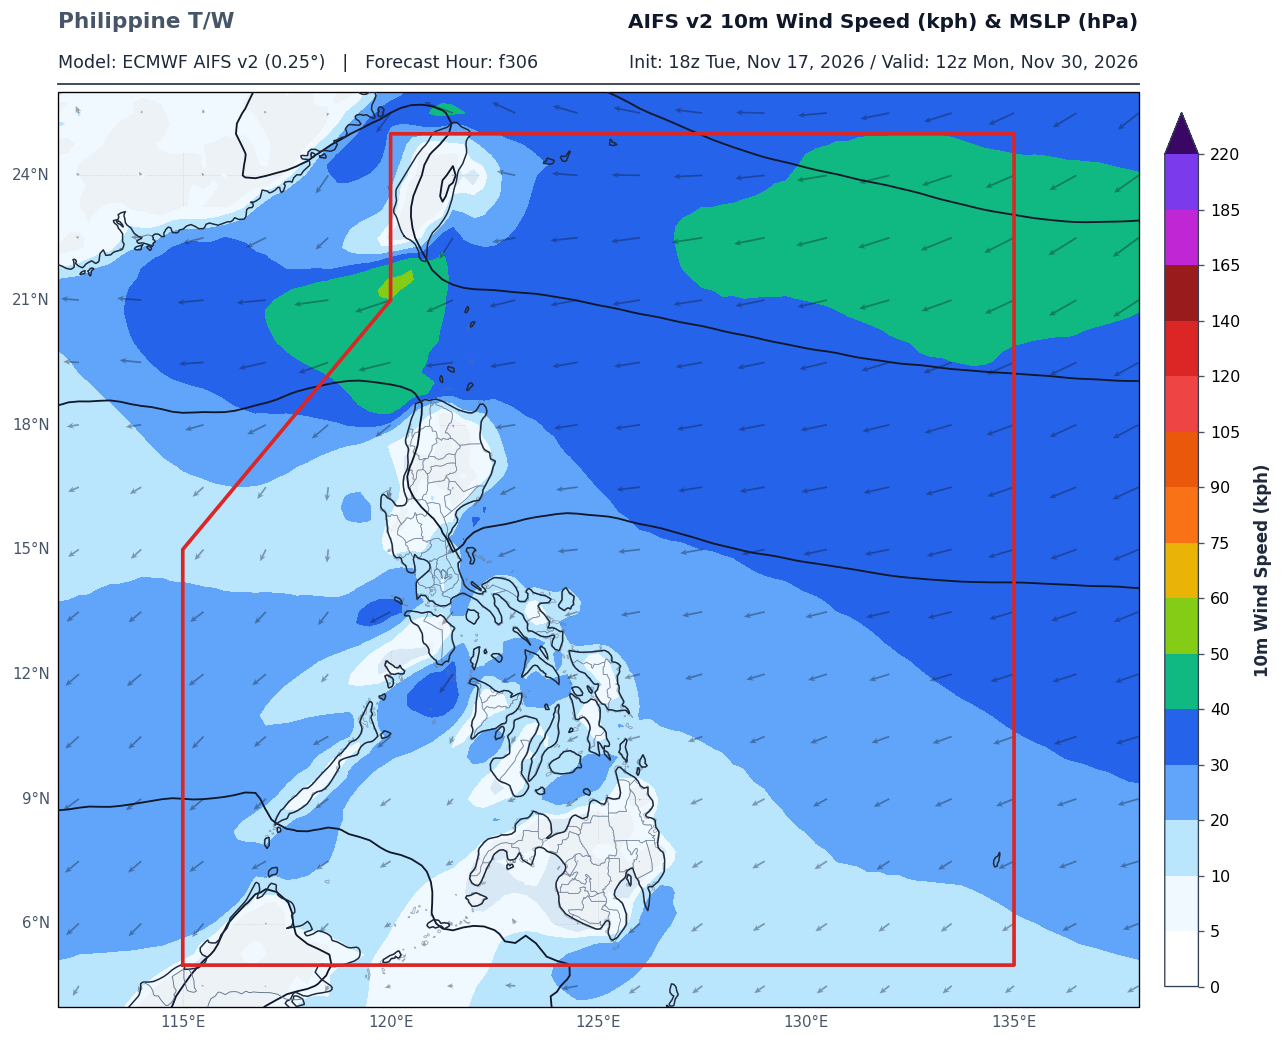 Philippine T/W
AIFS v2 10m Wind Speed (kph) & MSLP (hPa)
Model: ECMWF AIFS v2 (0.25°) | Forecast Hour: f306
Init: 18z Tue, Nov 17, 2026 / Valid: 12z Mon, Nov 30, 2026
24°N
21°N
18°N
15°N
12°N
9°N
6°N
115°E
120°E
125°E
130°E
135°E
220
185
165
140
120
105
90
75
60
50
40
30
20
10
5
0
10m Wind Speed (kph)